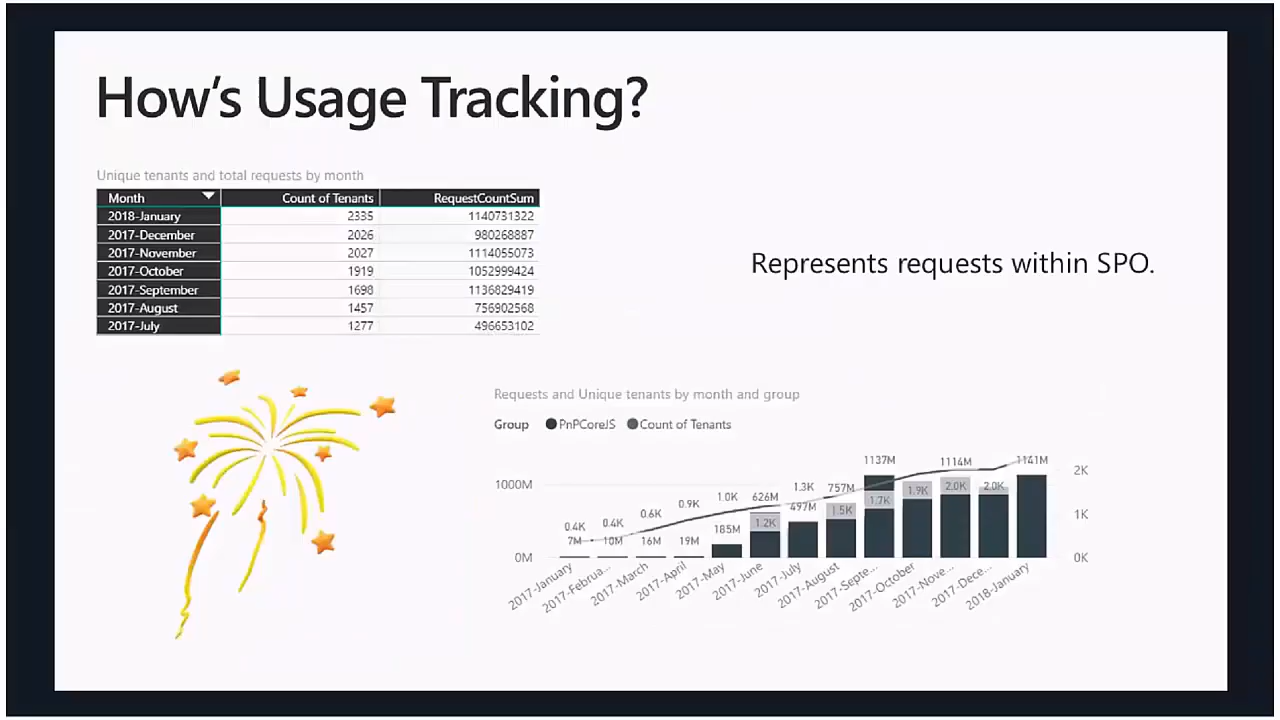 How's Usage Tracking?
Unique tenants and total requests by month
Month Count of Tenants RequestCountSum
2018-January 2335 1140731322
2017-December 2026 980268887
2017-November 2027 1114055073
2017-October 1919 1052999424
2017-September 1698 1136829419
2017-August 1457 756902568
2017-July 1277 496653102
Represents requests within SPO.
Requests and Unique tenants by month and group
Group PnPCoreJS Count of Tenants
1000M
0M
0.4K 0.4K 0.6K 0.9K 1.0K 626M 1.3K 757M 1137M 1114M 1141M
7M 10M 16M 19M 185M 1.2K 497M 1.5K 1.7K 1.9K 2.0K 2.0K
2K
1K
0K
2017-January 2017-Februa... 2017-March 2017-April 2017-May 2017-June 2017-July 2017-August 2017-Septe... 2017-October 2017-Nove... 2017-Dece... 2018-January